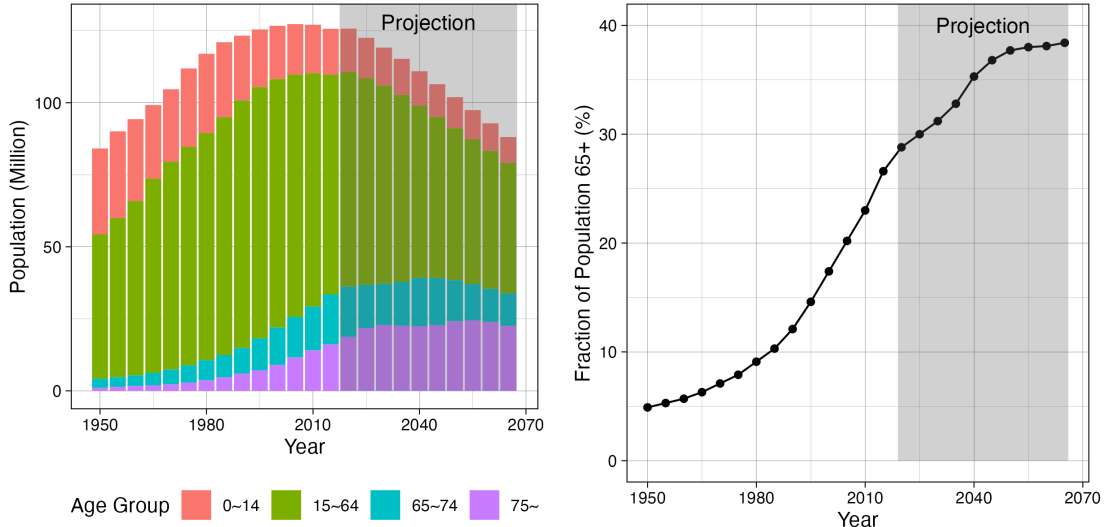 Projection
Population (Million)
100
50
0
1950 1980 2010 2040 2070
Year
Age Group 0~14 15~64 65~74 75~
Projection
Fraction of Population 65+ (%)
40
30
20
10
0
1950 1980 2010 2040 2070
Year